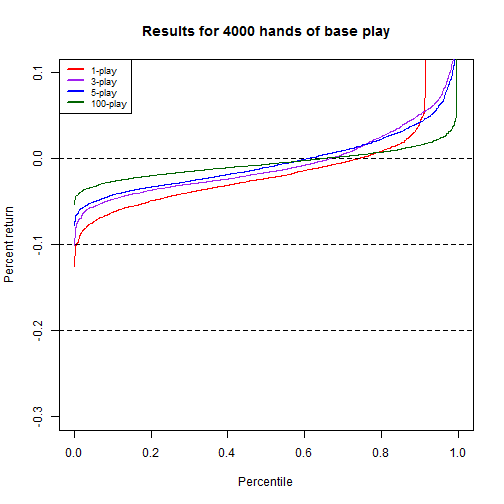 Results for 4000 hands of base play
1-play
3-play
5-play
100-play
Percent return
0.1
0.0
-0.1
-0.2
-0.3
0.0 0.2 0.4 0.6 0.8 1.0
Percentile